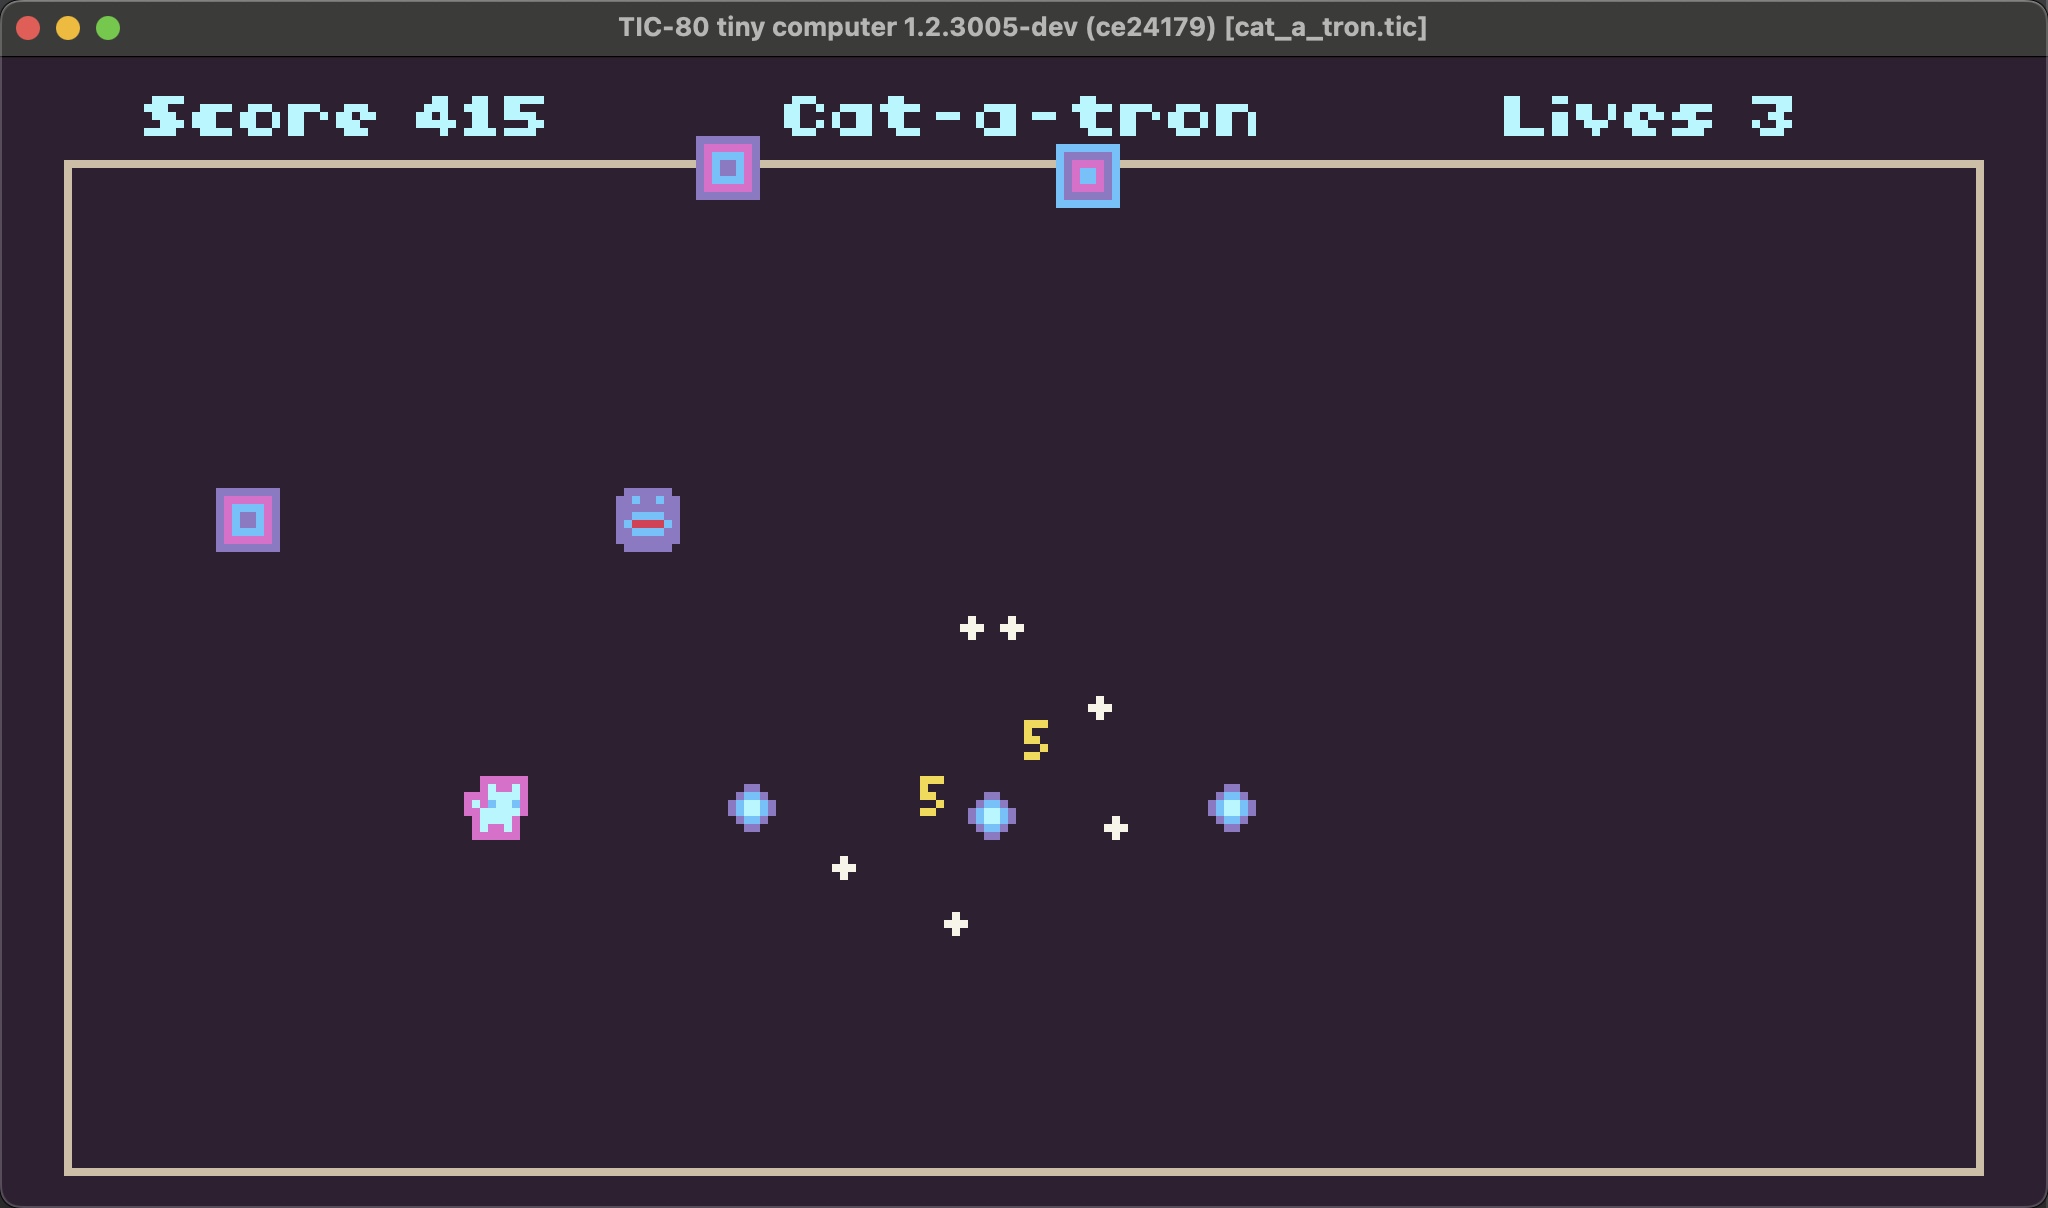 TIC-80 tiny computer 1.2.3005-dev (ce24179) [cat_a_tron.tic]
Score 415 Cat-a-tron Lives 3
5
5